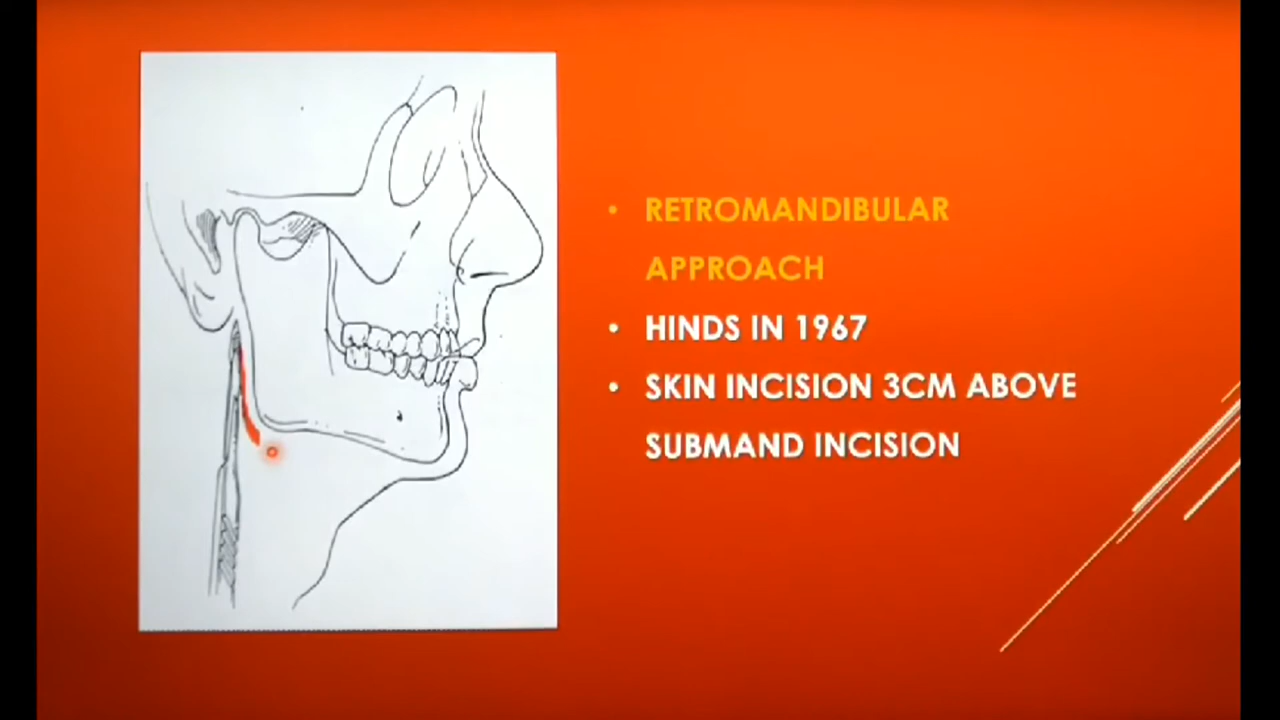 RETROMANDIBULAR
APPROACH
HINDS IN 1967
SKIN INCISION 3CM ABOVE
SUBMAND INCISION